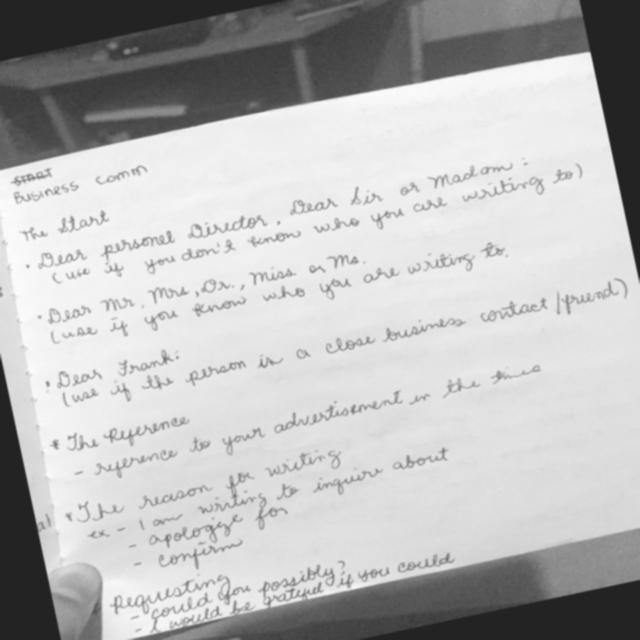 START
Business Comm
The Start
• Dear personel Director, Dear Sir or Madam:
(use if you don't know who you are writing to)
• Dear Mr, Mrs, Dr., Miss or Ms.
(use if you know who you are writing to.
• Dear Frank:
(use if the person is a close business contact/friend)
* The Reference
- reference to your advertisement in the times
* The reason for writing
ex - I am writing to inquire about
- apologize for
- confirm
Requesting
- could you possibly?
- I would be grateful if you could